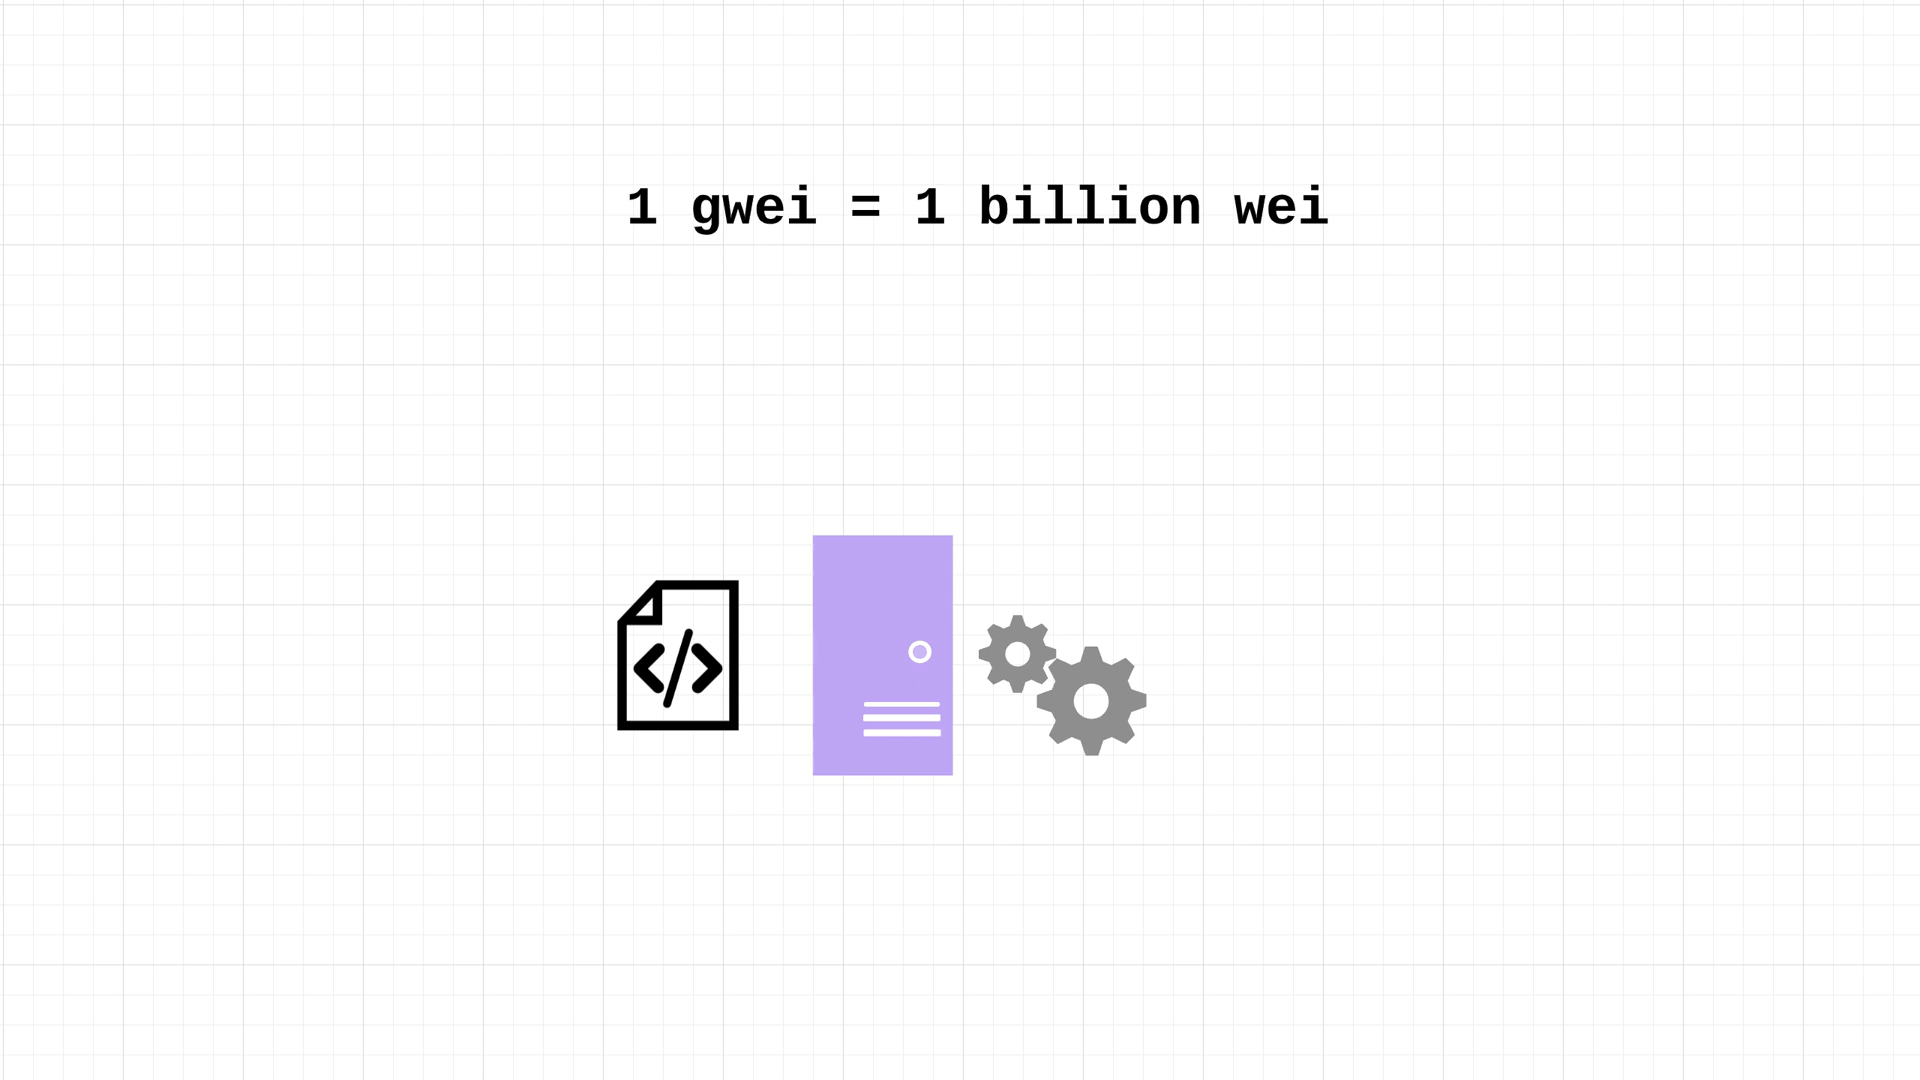 1 gwei = 1 billion wei